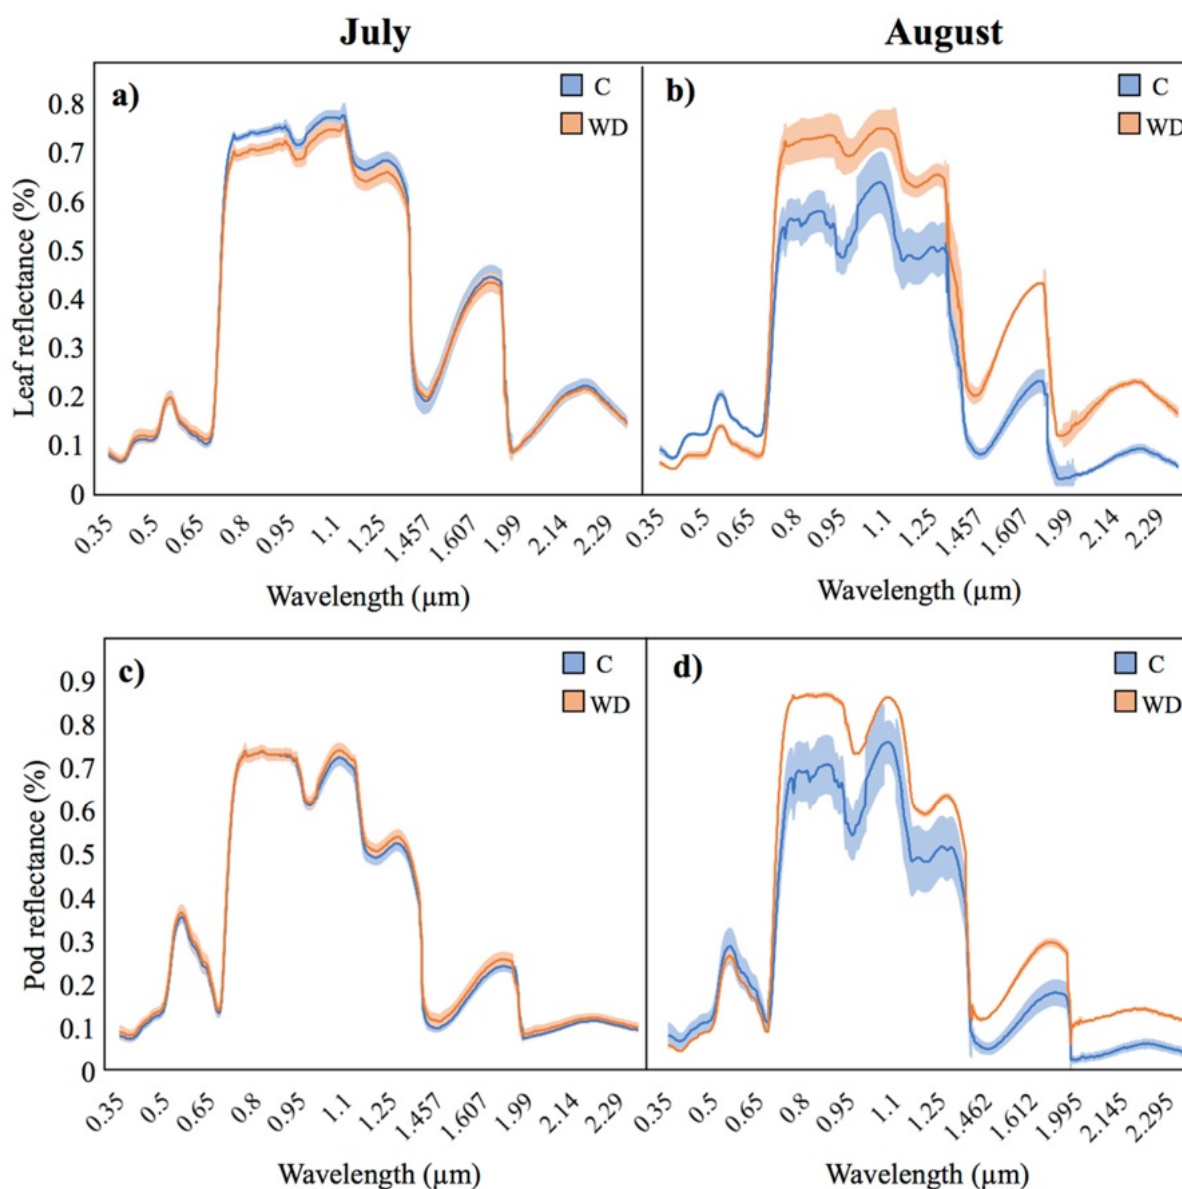 July
August
a)
C
WD
b)
C
WD
Leaf reflectance (%)
0.8
0.7
0.6
0.5
0.4
0.3
0.2
0.1
0
0.35 0.5 0.65 0.8 0.95 1.1 1.25 1.457 1.607 1.99 2.14 2.29
0.35 0.5 0.65 0.8 0.95 1.1 1.25 1.457 1.607 1.99 2.14 2.29
Wavelength (µm)
Wavelength (µm)
c)
C
WD
d)
C
WD
Pod reflectance (%)
0.9
0.8
0.7
0.6
0.5
0.4
0.3
0.2
0.1
0
0.35 0.5 0.65 0.8 0.95 1.1 1.25 1.457 1.607 1.99 2.14 2.29
0.35 0.5 0.65 0.8 0.95 1.1 1.25 1.462 1.612 1.995 2.145 2.295
Wavelength (µm)
Wavelength (µm)